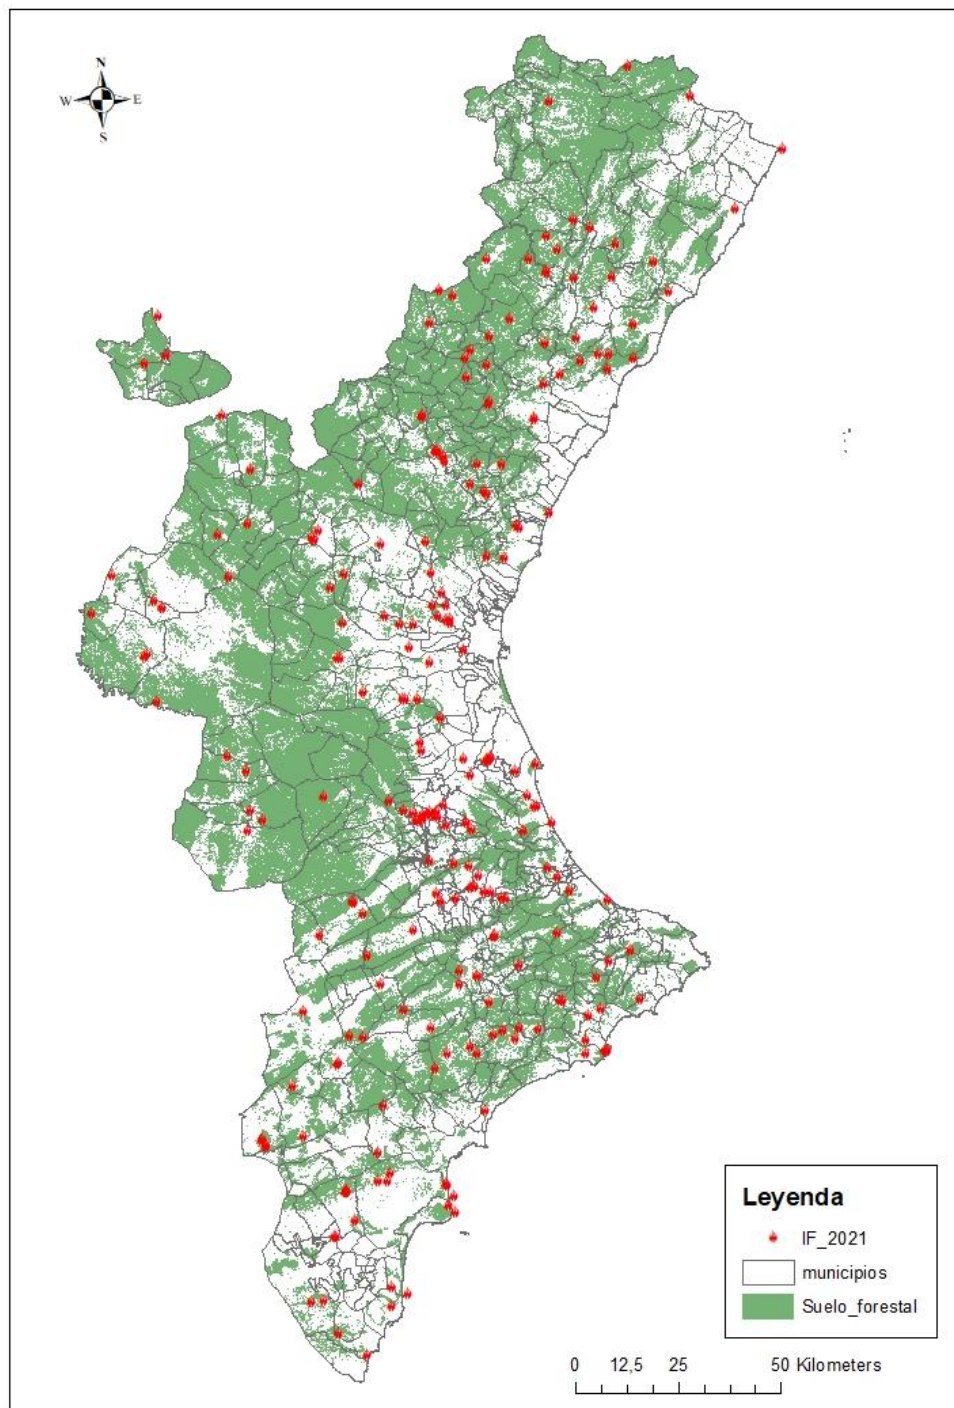 N
W E
S
Leyenda
IF_2021
municipios
Suelo_forestal
0 12,5 25 50 Kilometers